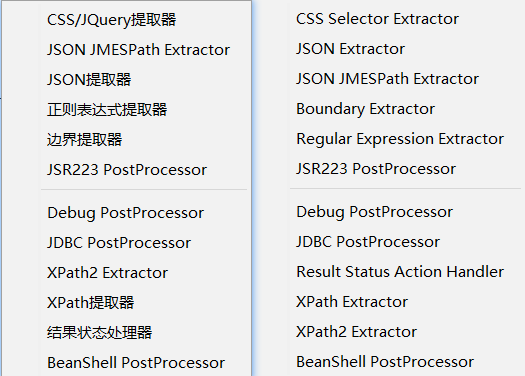 CSS/JQuery提取器
JSON JMESPath Extractor
JSON提取器
正则表达式提取器
边界提取器
JSR223 PostProcessor
Debug PostProcessor
JDBC PostProcessor
XPath2 Extractor
XPath提取器
结果状态处理器
BeanShell PostProcessor
CSS Selector Extractor
JSON Extractor
JSON JMESPath Extractor
Boundary Extractor
Regular Expression Extractor
JSR223 PostProcessor
Debug PostProcessor
JDBC PostProcessor
Result Status Action Handler
XPath Extractor
XPath2 Extractor
BeanShell PostProcessor